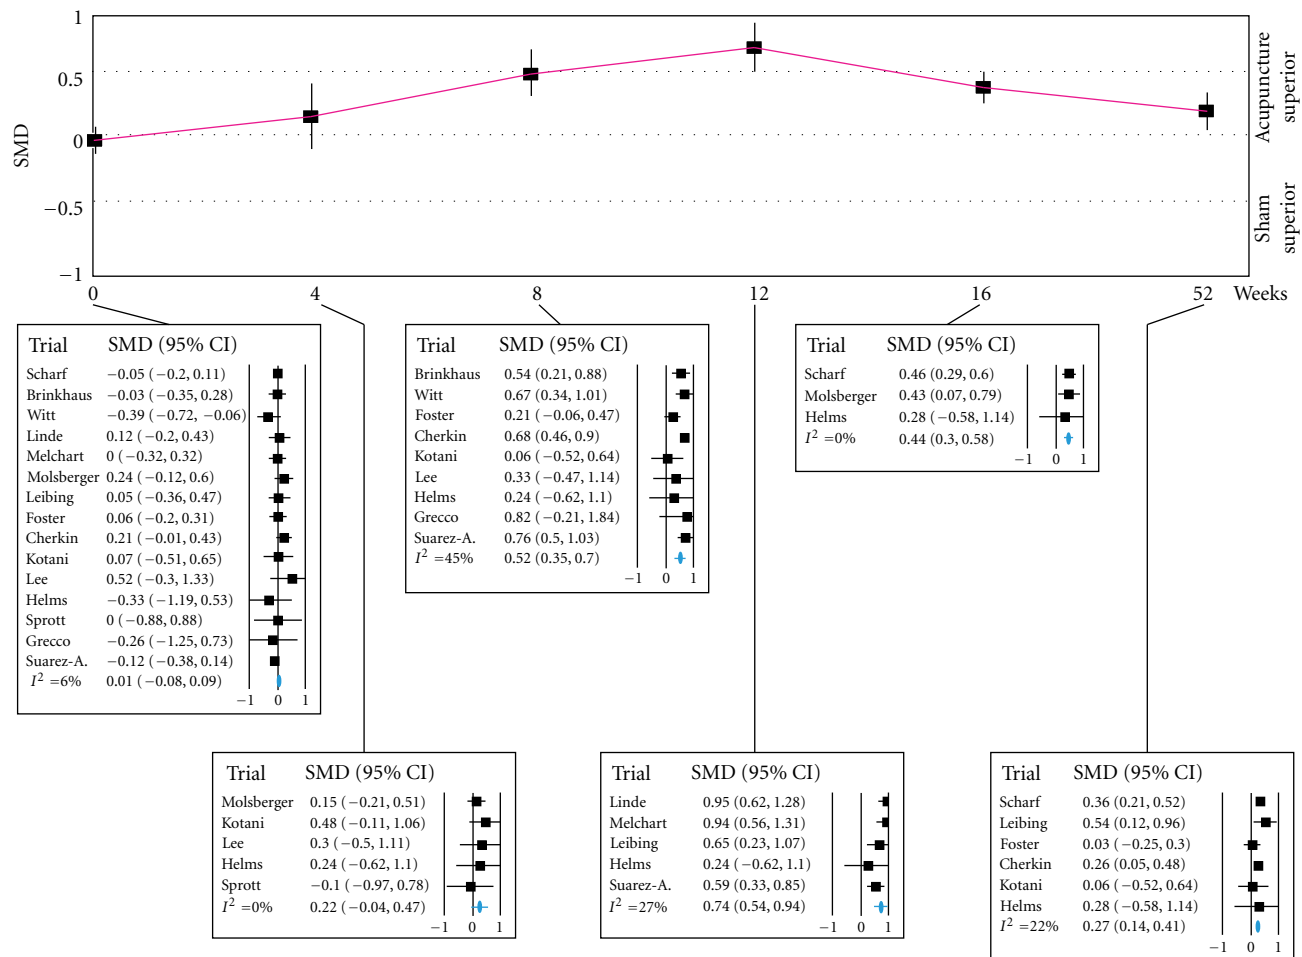 1
0.5
0
−0.5
−1
SMD
Acupuncture
superior
Sham
superior
0 4 8 12 16 52 Weeks
Trial SMD (95% CI)
Scharf −0.05 (−0.2, 0.11)
Brinkhaus −0.03 (−0.35, 0.28)
Witt −0.39 (−0.72, −0.06)
Linde 0.12 (−0.2, 0.43)
Melchart 0 (−0.32, 0.32)
Molsberger 0.24 (−0.12, 0.6)
Leibing 0.05 (−0.36, 0.47)
Foster 0.06 (−0.2, 0.31)
Cherkin 0.21 (−0.01, 0.43)
Kotani 0.07 (−0.51, 0.65)
Lee 0.52 (−0.3, 1.33)
Helms −0.33 (−1.19, 0.53)
Sprott 0 (−0.88, 0.88)
Grecco −0.26 (−1.25, 0.73)
Suarez-A. −0.12 (−0.38, 0.14)
I² =6% 0.01 (−0.08, 0.09)
−1 0 1
Trial SMD (95% CI)
Brinkhaus 0.54 (0.21, 0.88)
Witt 0.67 (0.34, 1.01)
Foster 0.21 (−0.06, 0.47)
Cherkin 0.68 (0.46, 0.9)
Kotani 0.06 (−0.52, 0.64)
Lee 0.33 (−0.47, 1.14)
Helms 0.24 (−0.62, 1.1)
Grecco 0.82 (−0.21, 1.84)
Suarez-A. 0.76 (0.5, 1.03)
I² =45% 0.52 (0.35, 0.7)
−1 0 1
Trial SMD (95% CI)
Scharf 0.46 (0.29, 0.6)
Molsberger 0.43 (0.07, 0.79)
Helms 0.28 (−0.58, 1.14)
I² =0% 0.44 (0.3, 0.58)
−1 0 1
Trial SMD (95% CI)
Molsberger 0.15 (−0.21, 0.51)
Kotani 0.48 (−0.11, 1.06)
Lee 0.3 (−0.5, 1.11)
Helms 0.24 (−0.62, 1.1)
Sprott −0.1 (−0.97, 0.78)
I² =0% 0.22 (−0.04, 0.47)
−1 0 1
Trial SMD (95% CI)
Linde 0.95 (0.62, 1.28)
Melchart 0.94 (0.56, 1.31)
Leibing 0.65 (0.23, 1.07)
Helms 0.24 (−0.62, 1.1)
Suarez-A. 0.59 (0.33, 0.85)
I² =27% 0.74 (0.54, 0.94)
−1 0 1
Trial SMD (95% CI)
Scharf 0.36 (0.21, 0.52)
Leibing 0.54 (0.12, 0.96)
Foster 0.03 (−0.25, 0.3)
Cherkin 0.26 (0.05, 0.48)
Kotani 0.06 (−0.52, 0.64)
Helms 0.28 (−0.58, 1.14)
I² =22% 0.27 (0.14, 0.41)
−1 0 1